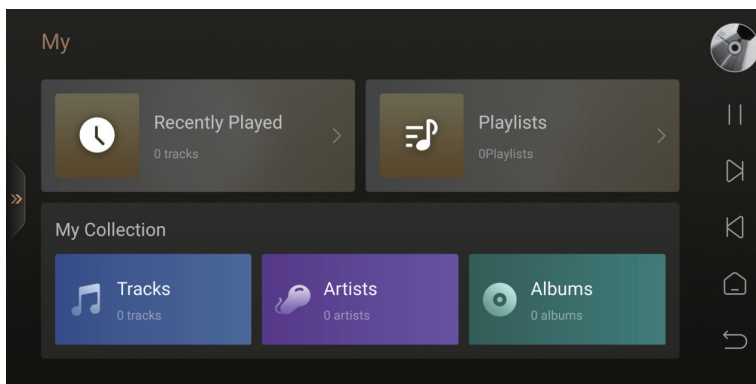 My
Recently Played
0 tracks
Playlists
0Playlists
My Collection
Tracks
0 tracks
Artists
0 artists
Albums
0 albums